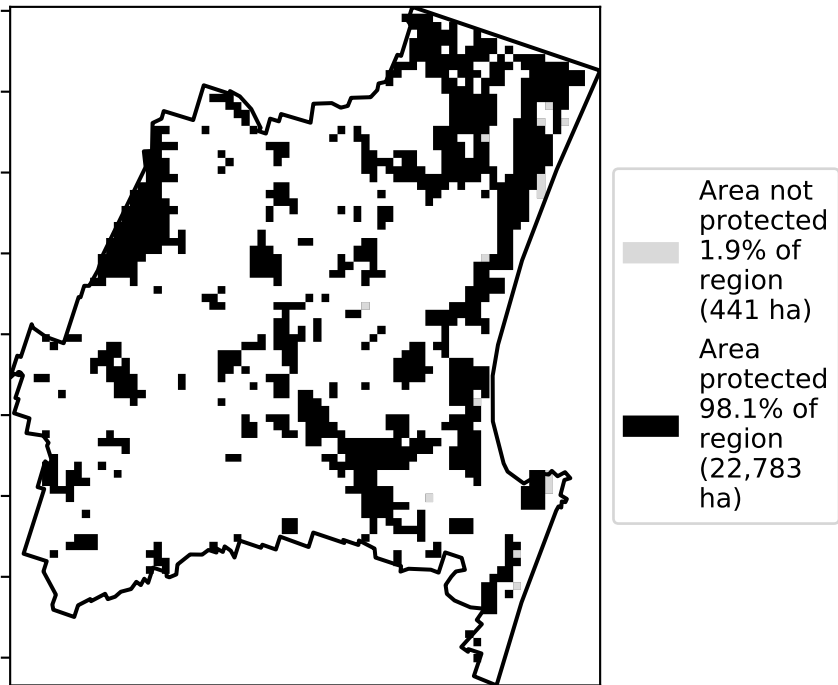 Area not
protected
1.9% of
region
(441 ha)
Area
protected
98.1% of
region
(22,783
ha)